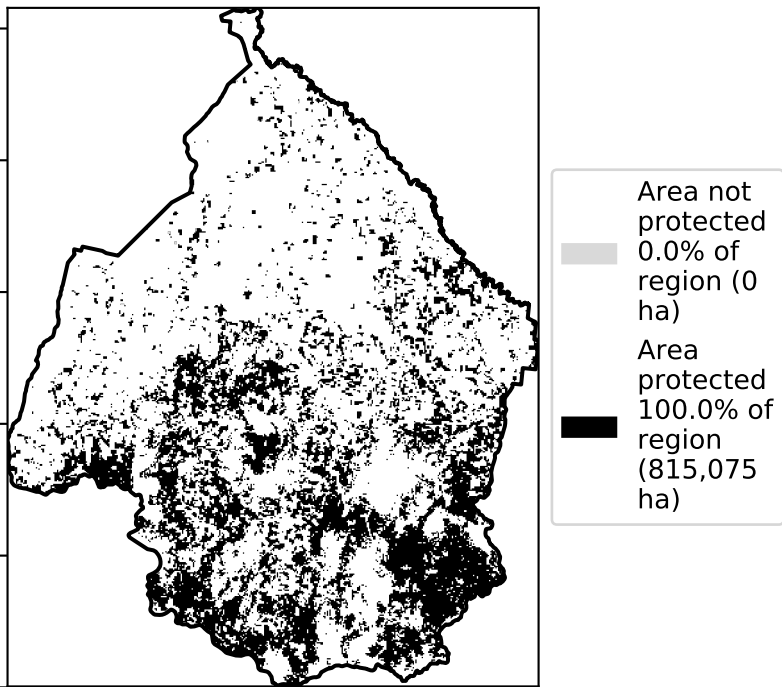 Area not
protected
0.0% of
region (0
ha)
Area
protected
100.0% of
region
(815,075
ha)